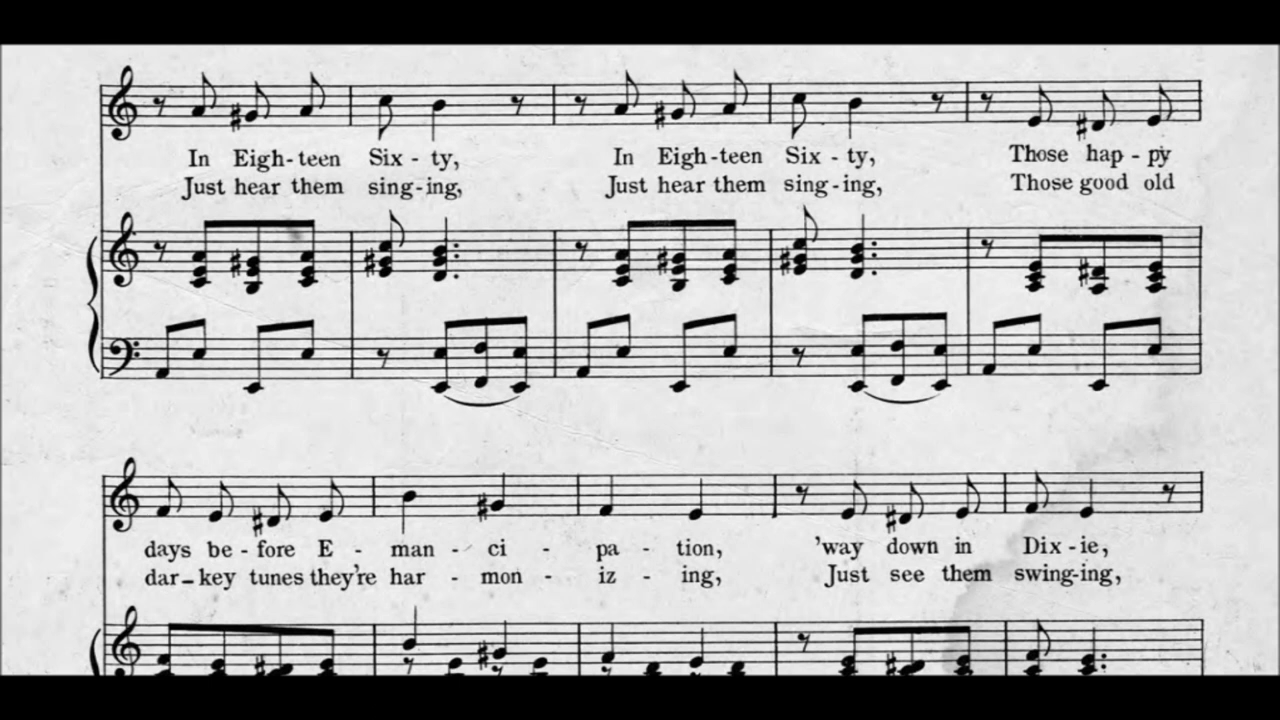 In Eigh-teen Six-ty, In Eigh-teen Six-ty, Those hap-py
Just hear them sing-ing, Just hear them sing-ing, Those good old
days be-fore E-man-ci-pa-tion, 'way down in Dix-ie,
dar-key tunes they're har-mon-iz-ing, Just see them swing-ing,